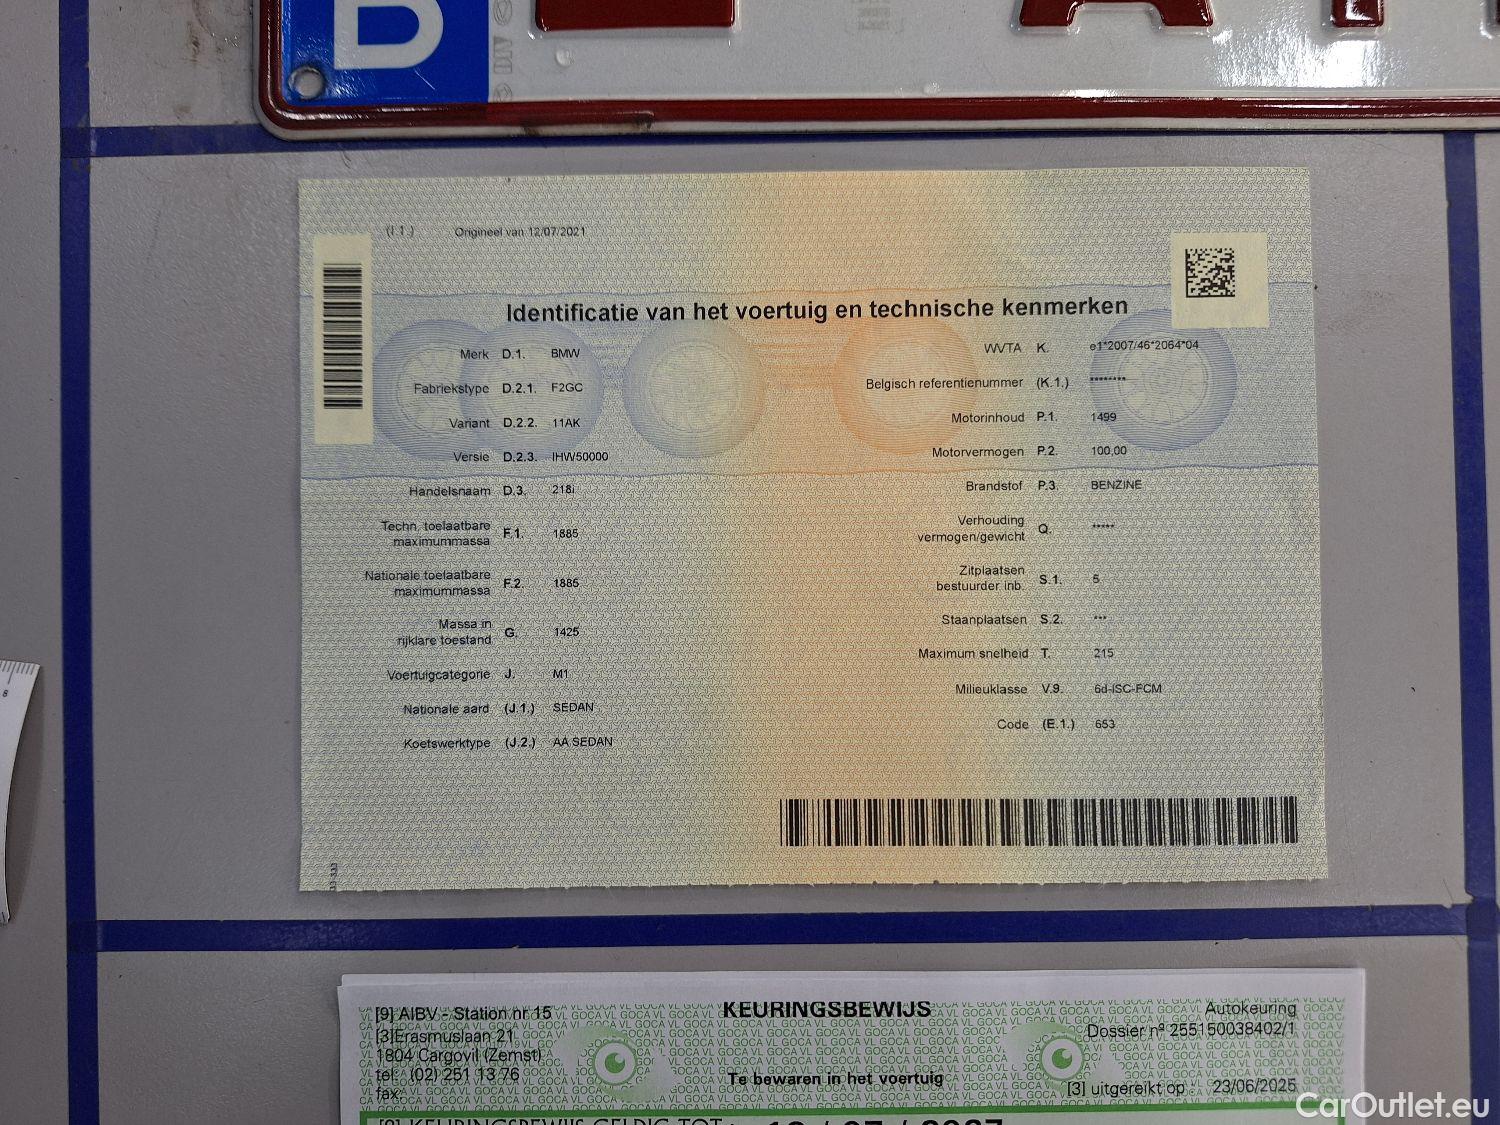 B
(I.1.) Origineel van 12/07/2021
Identificatie van het voertuig en technische kenmerken
Merk D.1. BMW
Fabriekstype D.2.1. F2GC
Variant D.2.2. 11AK
Versie D.2.3. IHW50000
Handelsnaam D.3. 218i
Techn. toelaatbare
maximummassa F.1. 1885
Nationale toelaatbare
maximummassa F.2. 1885
Massa in
rijklare toestand G. 1425
Voertuigcategorie J. M1
Nationale aard (J.1.) SEDAN
Koetswerktype (J.2.) AA SEDAN
WVTA K. e1*2007/46*2064*04
Belgisch referentienummer (K.1.) ********
Motorinhoud P.1. 1499
Motorvermogen P.2. 100,00
Brandstof P.3. BENZINE
Verhouding
vermogen/gewicht Q. *****
Zitplaatsen
bestuurder inb. S.1. 5
Staanplaatsen S.2. ***
Maximum snelheid T. 215
Milieuklasse V.9. 6d-ISC-FCM
Code (E.1.) 653
[9] AIBV - Station nr 15
[3]Erasmuslaan 21
1804 Cargovil (Zemst)
tel: (02) 251 13 76
fax:
KEURINGSBEWIJS
Te bewaren in het voertuig
Autokeuring
Dossier n° 255150038402/1
[3] uitgereikt op : 23/06/2025
CarOutlet.eu